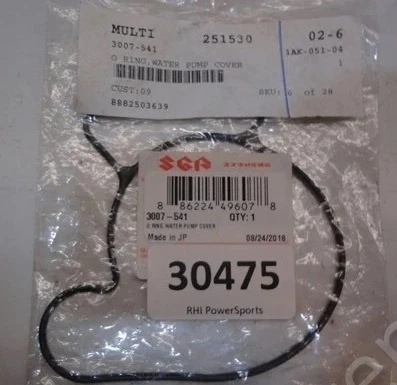 MULTI 251530 02-6
3007-541 1AK-051-04
O RING,WATER PUMP COVER 1
CUST:09 SKU: 6 of 28
8882503639
SGP
8 86224 49607 8
3007-541 QTY: 1
O RING, WATER PUMP COVER
Made in JP 08/24/2016
30475
RHi PowerSports